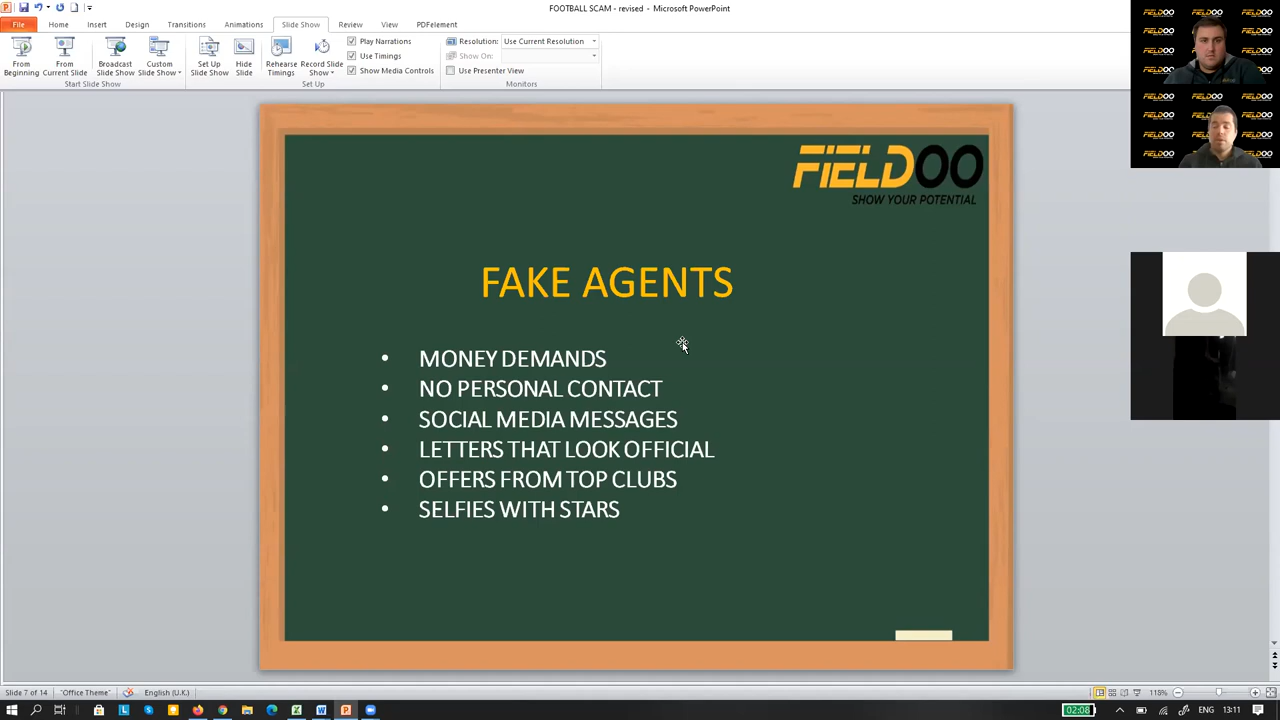 FOOTBALL SCAM - revised - Microsoft PowerPoint
File Home Insert Design Transitions Animations Slide Show Review View PDFelement
From Beginning
From Current Slide
Broadcast Slide Show
Custom Slide Show
Set Up Slide Show
Hide Slide
Rehearse Timings
Record Slide Show
Play Narrations
Use Timings
Show Media Controls
Resolution: Use Current Resolution
Show On:
Use Presenter View
Start Slide Show
Set Up
Monitors
FiELDOO
SHOW YOUR POTENTIAL
FAKE AGENTS
• MONEY DEMANDS
• NO PERSONAL CONTACT
• SOCIAL MEDIA MESSAGES
• LETTERS THAT LOOK OFFICIAL
• OFFERS FROM TOP CLUBS
• SELFIES WITH STARS
Slide 7 of 14 "Office Theme" English (U.K.) 118%
02:08 ENG 13:11